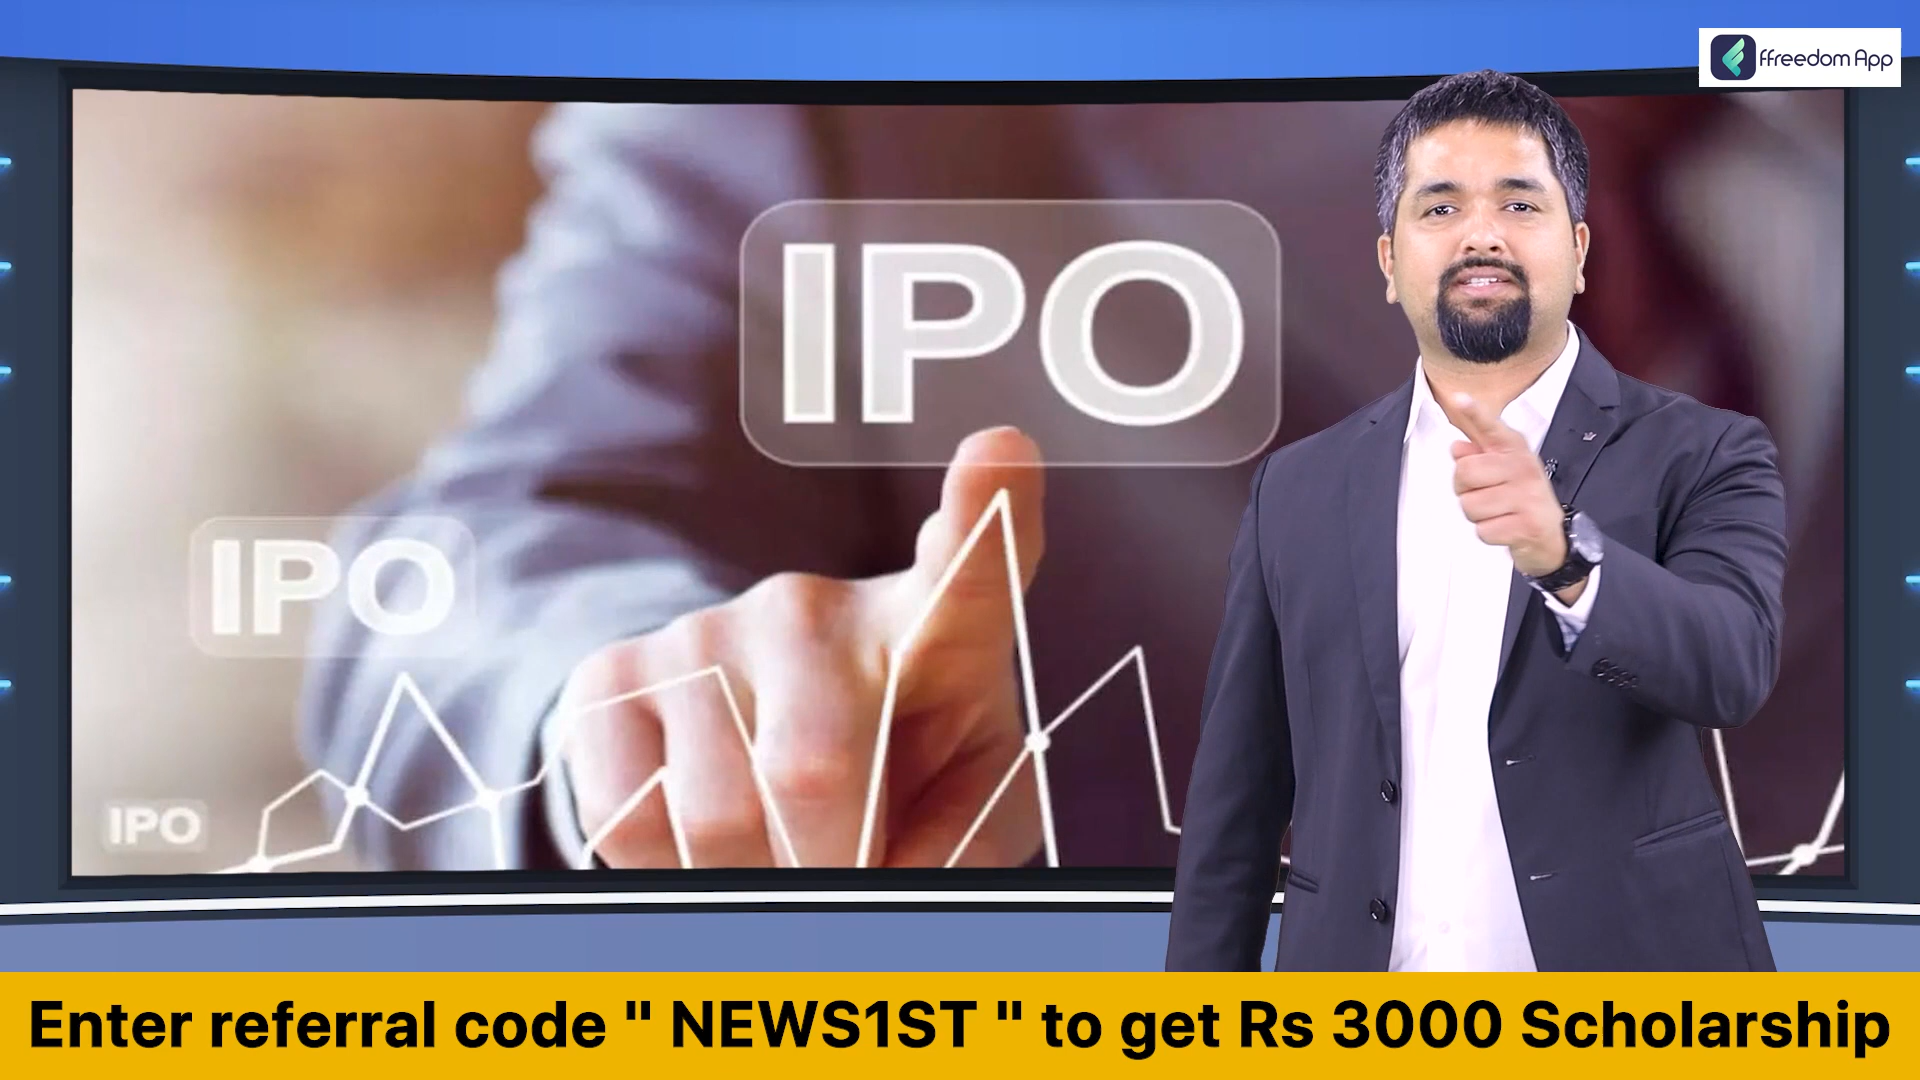 ffreedom App
IPO
IPO
IPO
Enter referral code " NEWS1ST " to get Rs 3000 Scholarship